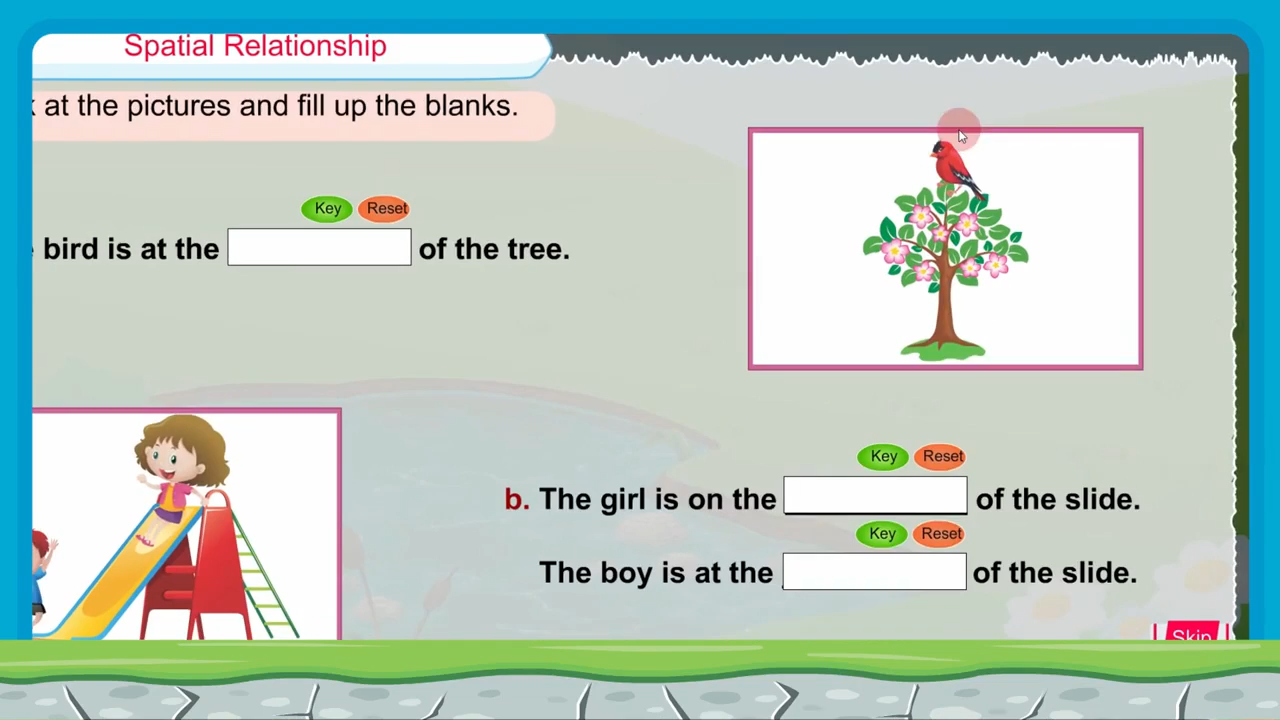 Spatial Relationship
at the pictures and fill up the blanks.
Key Reset
bird is at the of the tree.
Key Reset
b. The girl is on the of the slide.
Key Reset
The boy is at the of the slide.
Skip